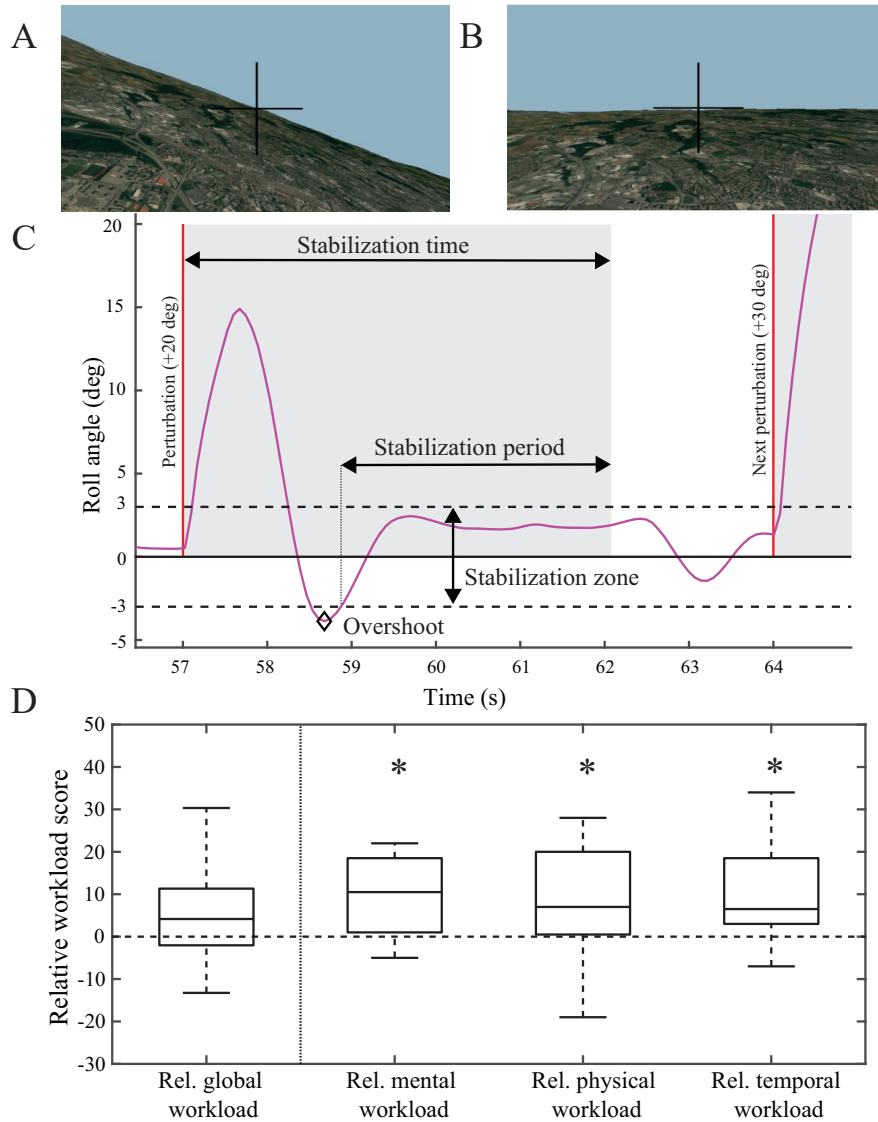 A
B
C
20
15
10
5
3
0
-3
-5
Roll angle (deg)
Perturbation (+20 deg)
Stabilization time
Stabilization period
Stabilization zone
Overshoot
Next perturbation (+30 deg)
57 58 59 60 61 62 63 64
Time (s)
D
50
40
30
20
10
0
-10
-20
-30
Relative workload score
* * *
Rel. global
workload
Rel. mental
workload
Rel. physical
workload
Rel. temporal
workload